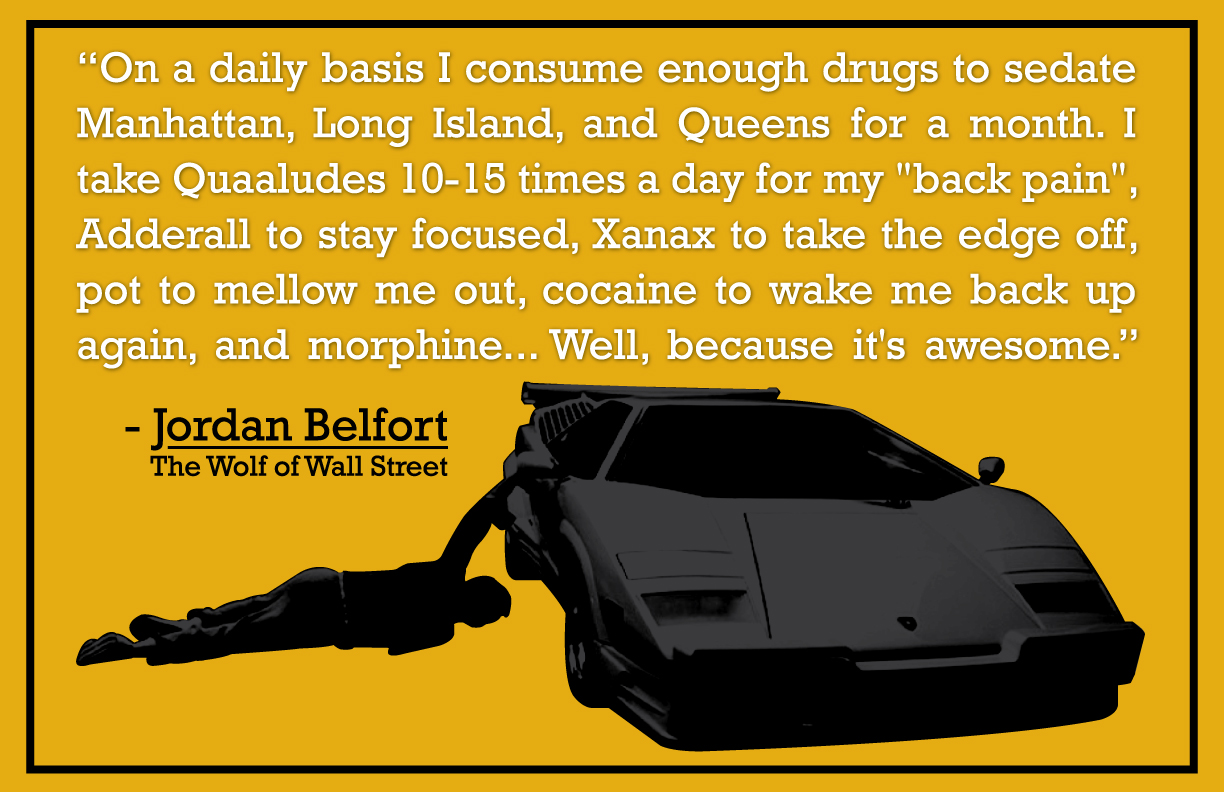 “On a daily basis I consume enough drugs to sedate
Manhattan, Long Island, and Queens for a month. I
take Quaaludes 10-15 times a day for my "back pain",
Adderall to stay focused, Xanax to take the edge off,
pot to mellow me out, cocaine to wake me back up
again, and morphine... Well, because it's awesome.”
- Jordan Belfort
The Wolf of Wall Street